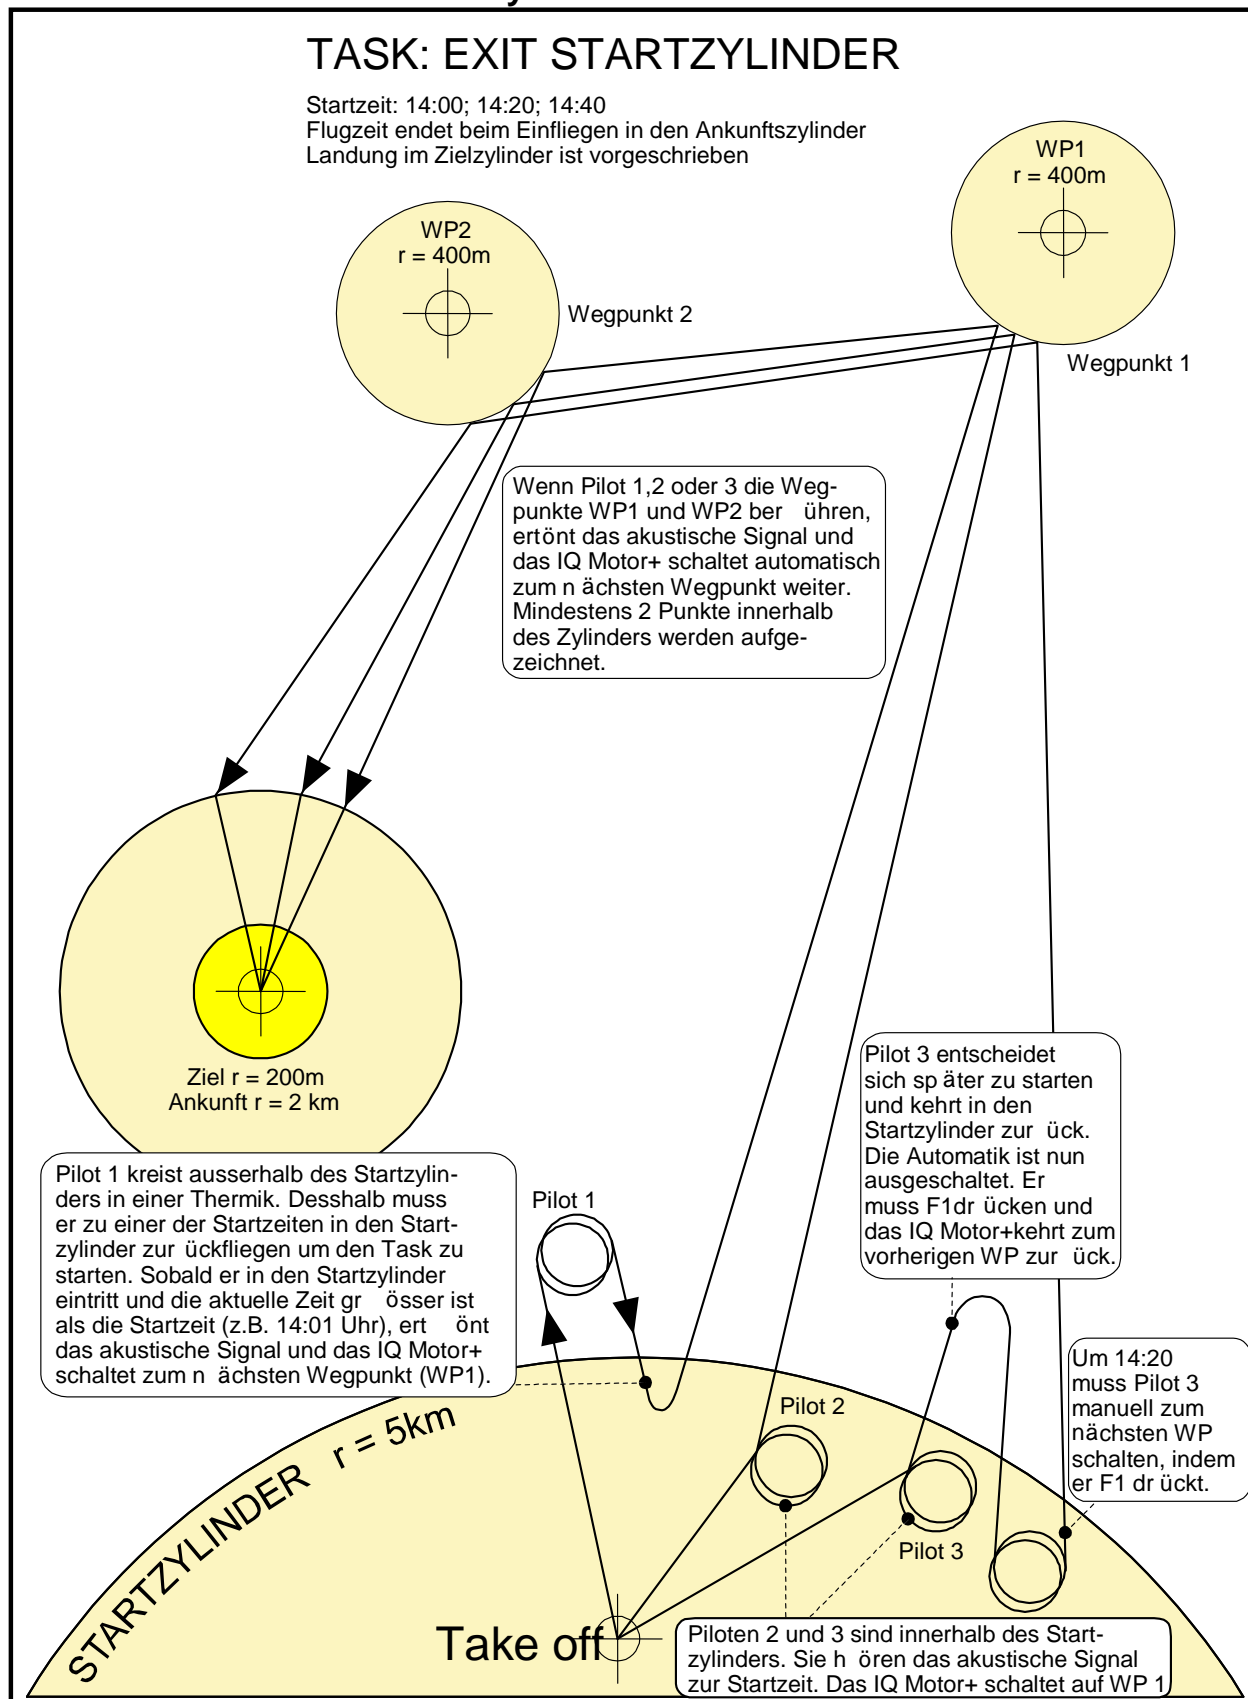 TASK: EXIT STARTZYLINDER
Startzeit: 14:00; 14:20; 14:40
Flugzeit endet beim Einfliegen in den Ankunftszylinder
Landung im Zielzylinder ist vorgeschrieben
WP1
r = 400m
WP2
r = 400m
Wegpunkt 2
Wegpunkt 1
Wenn Pilot 1,2 oder 3 die Weg-
punkte WP1 und WP2 ber ühren,
ertönt das akustische Signal und
das IQ Motor+ schaltet automatisch
zum n ächsten Wegpunkt weiter.
Mindestens 2 Punkte innerhalb
des Zylinders werden aufge-
zeichnet.
Ziel r = 200m
Ankunft r = 2 km
Pilot 3 entscheidet
sich sp äter zu starten
und kehrt in den
Startzylinder zur ück.
Die Automatik ist nun
ausgeschaltet. Er
muss F1dr ücken und
das IQ Motor+kehrt zum
vorherigen WP zur ück.
Pilot 1 kreist ausserhalb des Startzylin-
ders in einer Thermik. Desshalb muss
er zu einer der Startzeiten in den Start-
zylinder zur ückfliegen um den Task zu
starten. Sobald er in den Startzylinder
eintritt und die aktuelle Zeit gr össer ist
als die Startzeit (z.B. 14:01 Uhr), ert önt
das akustische Signal und das IQ Motor+
schaltet zum n ächsten Wegpunkt (WP1).
Pilot 1
Um 14:20
muss Pilot 3
manuell zum
nächsten WP
schalten, indem
er F1 dr ückt.
Pilot 2
Pilot 3
STARTZYLINDER r = 5km
Take off
Piloten 2 und 3 sind innerhalb des Start-
zylinders. Sie h ören das akustische Signal
zur Startzeit. Das IQ Motor+ schaltet auf WP 1